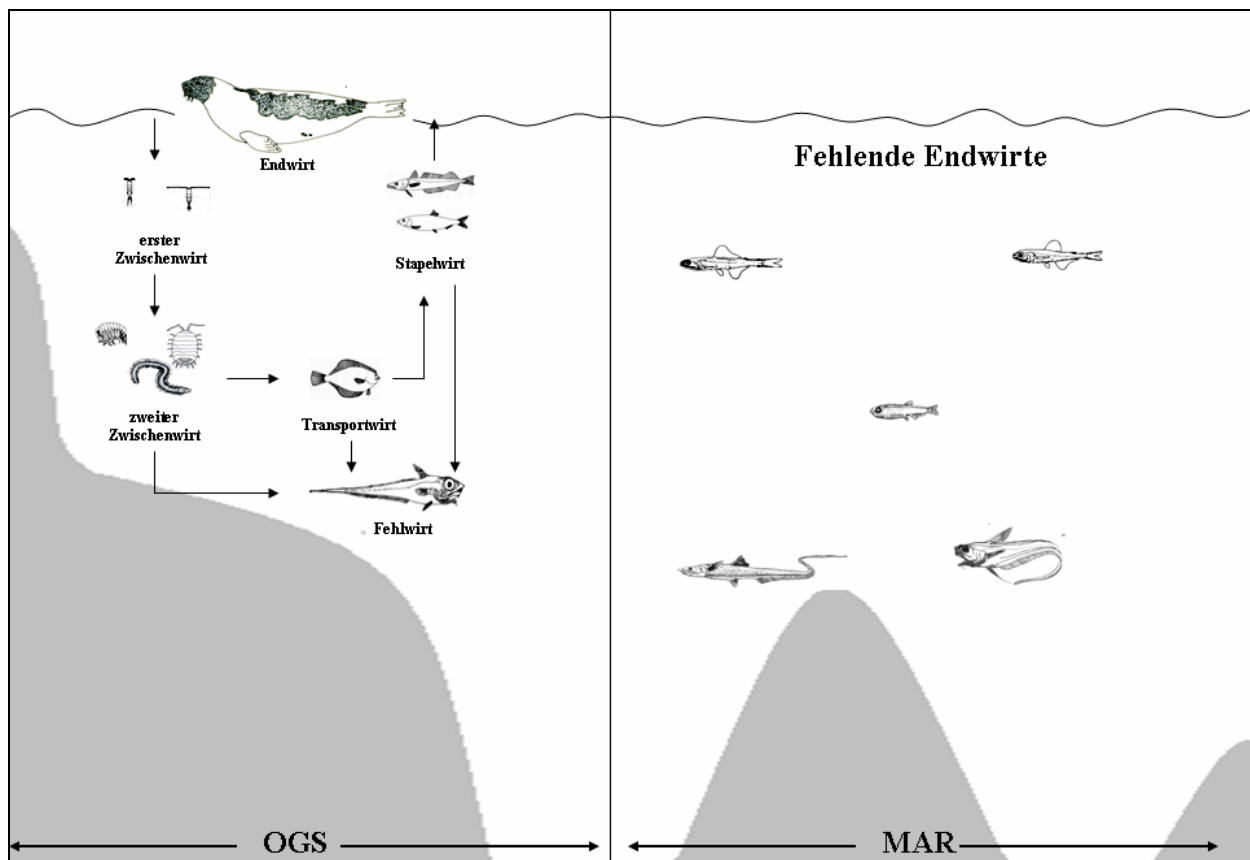 Endwirt
erster
Zwischenwirt
Stapelwirt
zweiter
Zwischenwirt
Transportwirt
Fehlwirt
OGS
Fehlende Endwirte
MAR